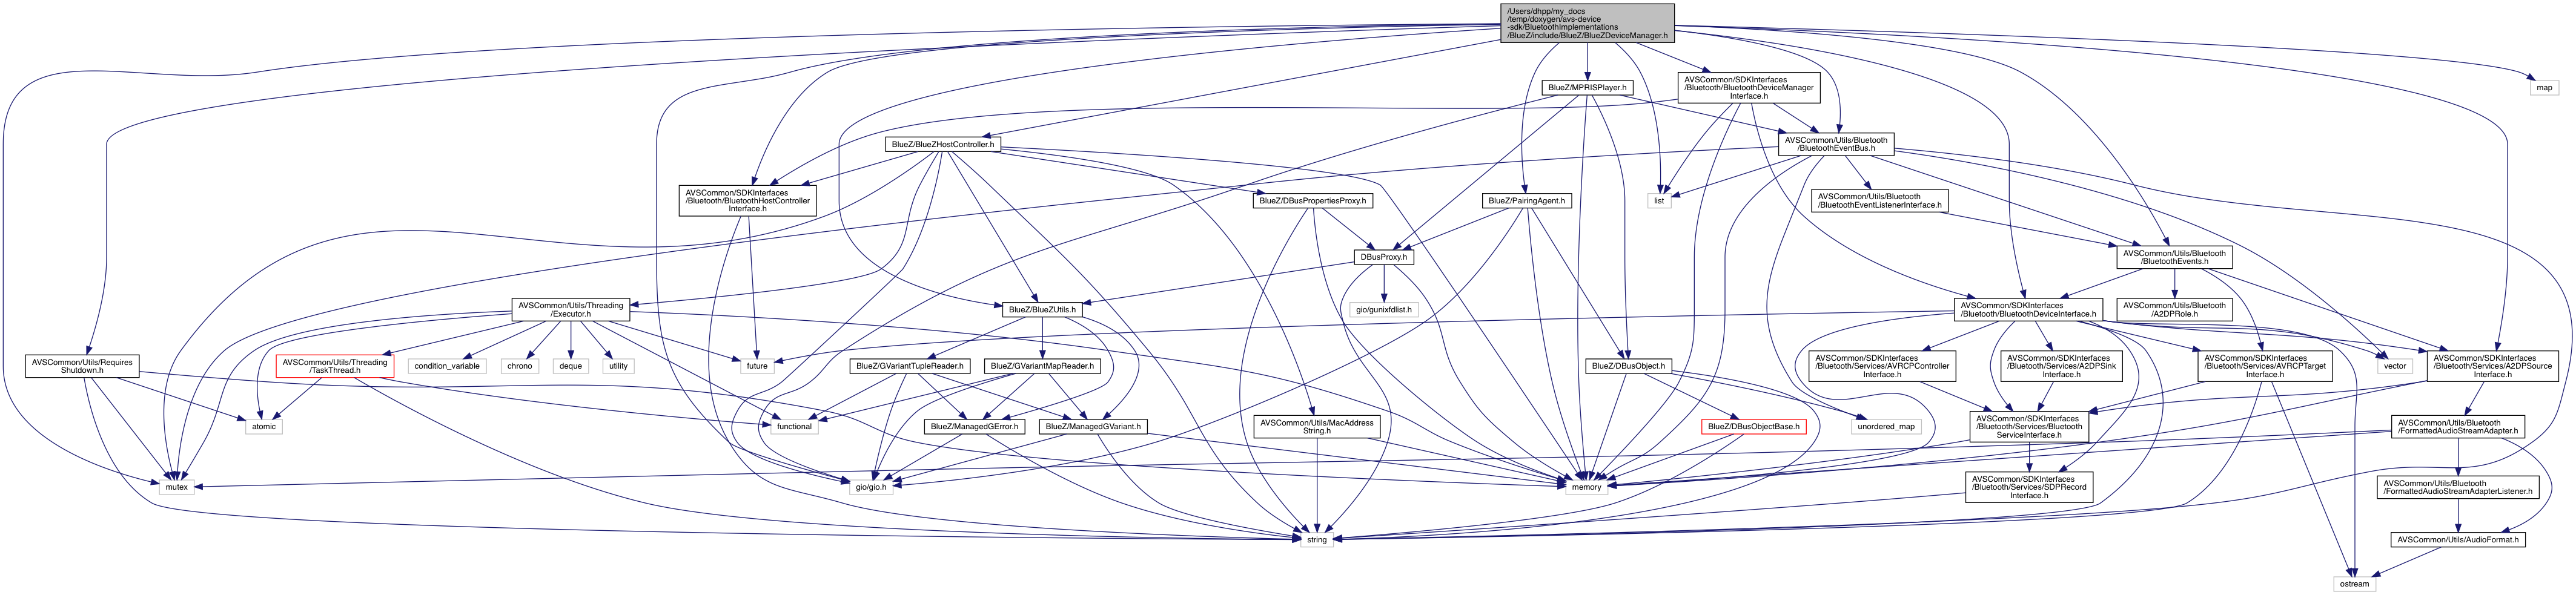 /Users/dhpp/my_docs
/temp/doxygen/avs-device
-sdk/BluetoothImplementations
/BlueZ/include/BlueZ/BlueZDeviceManager.h
map
BlueZ/MPRISPlayer.h
AVSCommon/SDKInterfaces
/Bluetooth/BluetoothDeviceManager
Interface.h
BlueZ/BlueZHostController.h
AVSCommon/Utils/Bluetooth
/BluetoothEventBus.h
AVSCommon/SDKInterfaces
/Bluetooth/BluetoothHostController
Interface.h
BlueZ/DBusPropertiesProxy.h
BlueZ/PairingAgent.h
list
AVSCommon/Utils/Bluetooth
/BluetoothEventListenerInterface.h
DBusProxy.h
AVSCommon/Utils/Bluetooth
/BluetoothEvents.h
AVSCommon/Utils/Threading
/Executor.h
BlueZ/BlueZUtils.h
gio/gunixfdlist.h
AVSCommon/SDKInterfaces
/Bluetooth/BluetoothDeviceInterface.h
AVSCommon/Utils/Bluetooth
/A2DPRole.h
AVSCommon/Utils/Requires
Shutdown.h
AVSCommon/Utils/Threading
/TaskThread.h
condition_variable
chrono
deque
utility
future
BlueZ/GVariantTupleReader.h
BlueZ/GVariantMapReader.h
BlueZ/DBusObject.h
AVSCommon/SDKInterfaces
/Bluetooth/Services/AVRCPController
Interface.h
AVSCommon/SDKInterfaces
/Bluetooth/Services/A2DPSink
Interface.h
AVSCommon/SDKInterfaces
/Bluetooth/Services/AVRCPTarget
Interface.h
vector
AVSCommon/SDKInterfaces
/Bluetooth/Services/A2DPSource
Interface.h
atomic
functional
BlueZ/ManagedGError.h
BlueZ/ManagedGVariant.h
AVSCommon/Utils/MacAddress
String.h
BlueZ/DBusObjectBase.h
unordered_map
AVSCommon/SDKInterfaces
/Bluetooth/Services/Bluetooth
ServiceInterface.h
AVSCommon/Utils/Bluetooth
/FormattedAudioStreamAdapter.h
mutex
gio/gio.h
memory
AVSCommon/SDKInterfaces
/Bluetooth/Services/SDPRecord
Interface.h
AVSCommon/Utils/Bluetooth
/FormattedAudioStreamAdapterListener.h
string
AVSCommon/Utils/AudioFormat.h
ostream